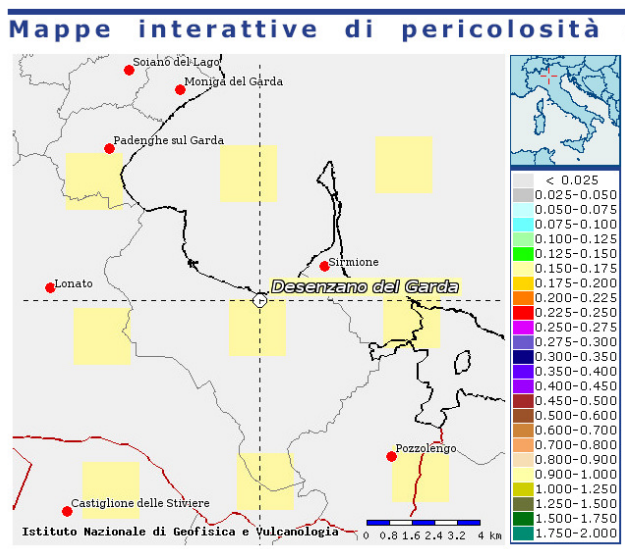 Mappe interattive di pericolosità
Soiano del Lago
Moniga del Garda
Padenghe sul Garda
Sirmione
Desenzano del Garda
Lonato
Pozzolengo
Castiglione delle Stiviere
Istituto Nazionale di Geofisica e Vulcanologia
0 0.8 1.6 2.4 3.2 4 km
< 0.025
0.025-0.050
0.050-0.075
0.075-0.100
0.100-0.125
0.125-0.150
0.150-0.175
0.175-0.200
0.200-0.225
0.225-0.250
0.250-0.275
0.275-0.300
0.300-0.350
0.350-0.400
0.400-0.450
0.450-0.500
0.500-0.600
0.600-0.700
0.700-0.800
0.800-0.900
0.900-1.000
1.000-1.250
1.250-1.500
1.500-1.750
1.750-2.000